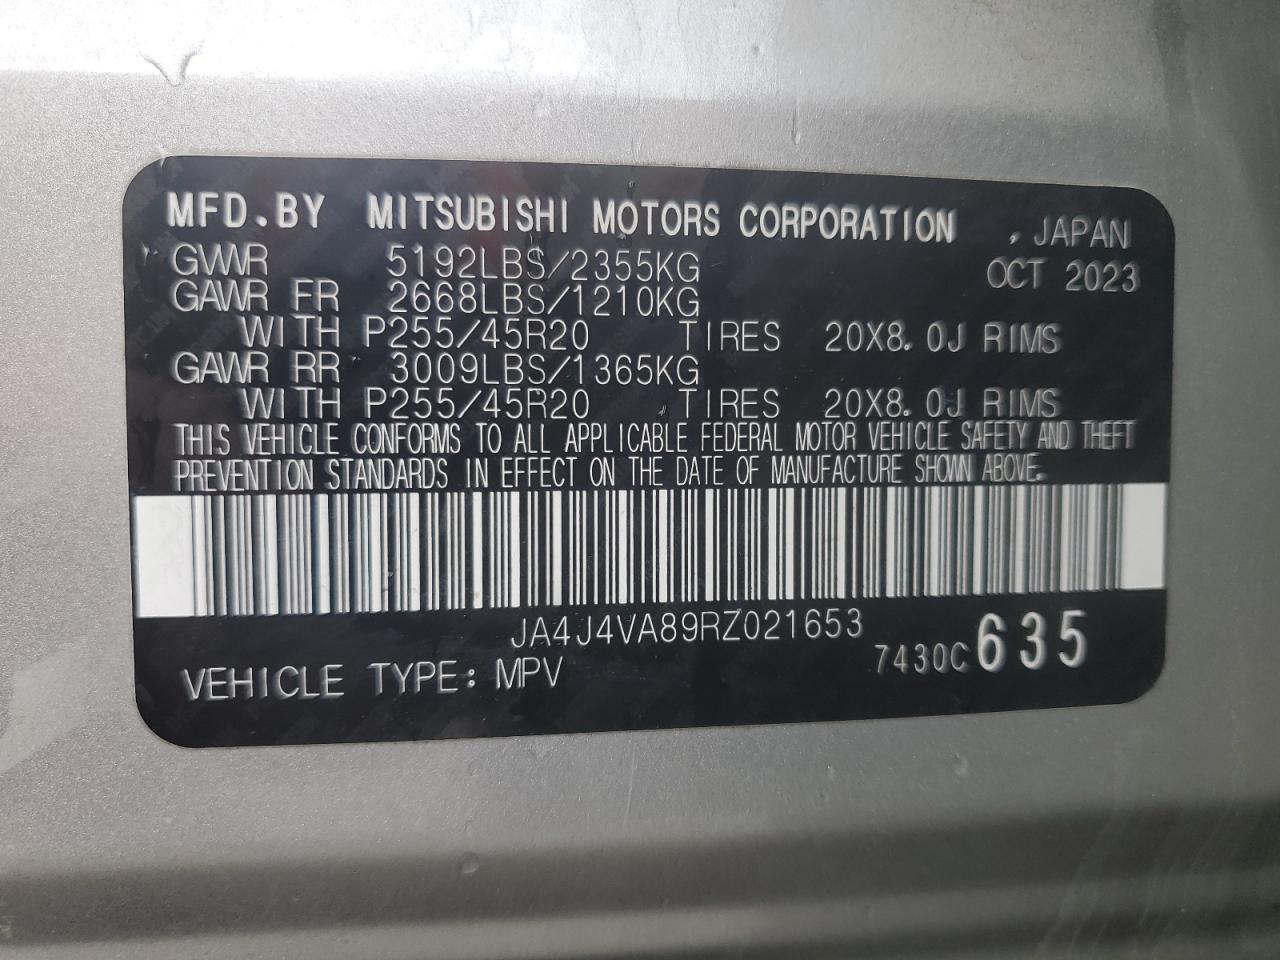 MFD.BY MITSUBISHI MOTORS CORPORATION , JAPAN
GVWR 5192LBS/2355KG OCT 2023
GAWR FR 2668LBS/1210KG
WITH P255/45R20 TIRES 20X8.0J RIMS
GAWR RR 3009LBS/1365KG
WITH P255/45R20 TIRES 20X8.0J RIMS
THIS VEHICLE CONFORMS TO ALL APPLICABLE FEDERAL MOTOR VEHICLE SAFETY AND THEFT
PREVENTION STANDARDS IN EFFECT ON THE DATE OF MANUFACTURE SHOWN ABOVE.
JA4J4VA89RZ021653
VEHICLE TYPE: MPV 7430C 635